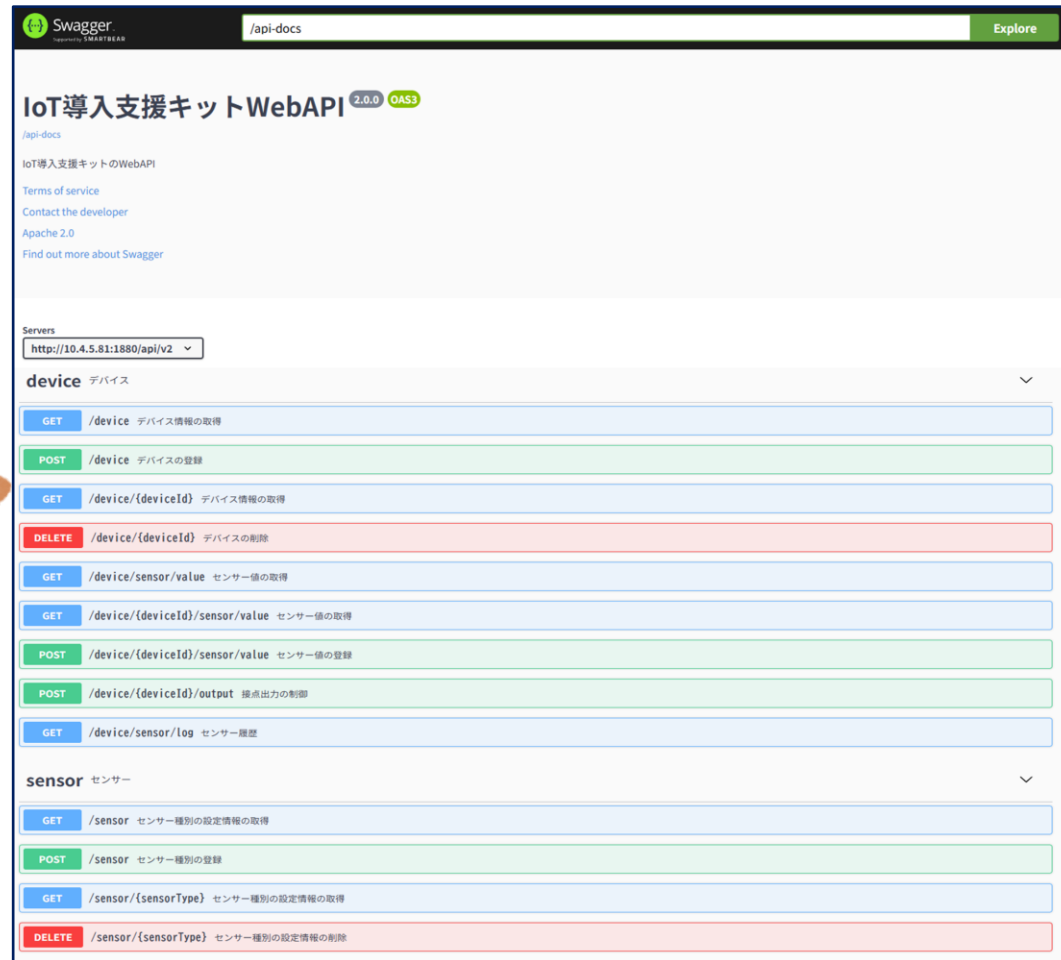 {··} Swagger.
Supported by SMARTBEAR
/api-docs
Explore
IoT導入支援キットWebAPI 2.0.0 OAS3
/api-docs
IoT導入支援キットのWebAPI
Terms of service
Contact the developer
Apache 2.0
Find out more about Swagger
Servers
http://10.4.5.81:1880/api/v2
device デバイス
GET /device デバイス情報の取得
POST /device デバイスの登録
GET /device/{deviceId} デバイス情報の取得
DELETE /device/{deviceId} デバイスの削除
GET /device/sensor/value センサー値の取得
GET /device/{deviceId}/sensor/value センサー値の取得
POST /device/{deviceId}/sensor/value センサー値の登録
POST /device/{deviceId}/output 接点出力の制御
GET /device/sensor/log センサー履歴
sensor センサー
GET /sensor センサー種別の設定情報の取得
POST /sensor センサー種別の登録
GET /sensor/{sensorType} センサー種別の設定情報の取得
DELETE /sensor/{sensorType} センサー種別の設定情報の削除